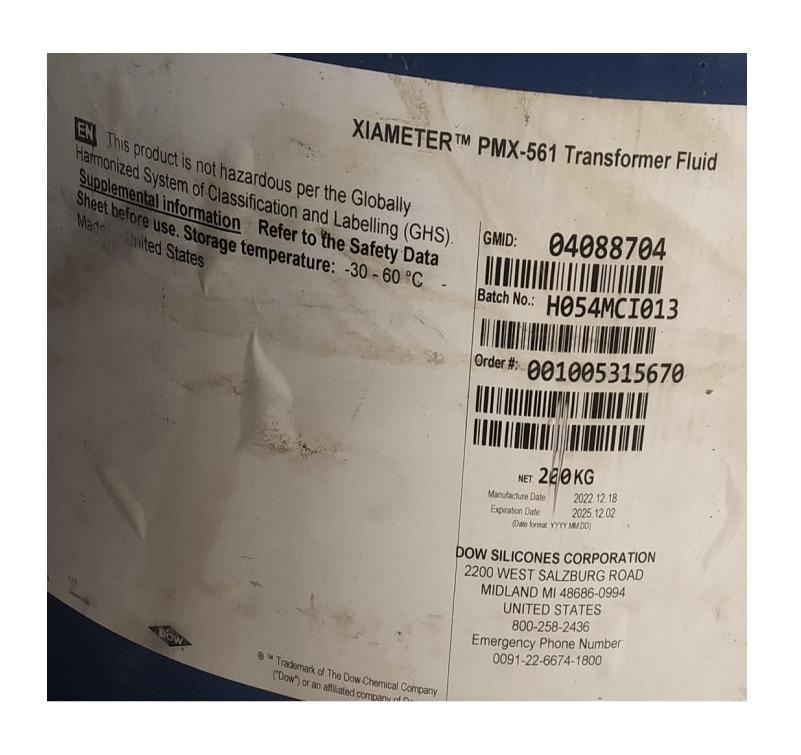 XIAMETER™ PMX-561 Transformer Fluid
EN This product is not hazardous per the Globally
Harmonized System of Classification and Labelling (GHS).
Supplemental information Refer to the Safety Data
Sheet before use. Storage temperature: -30 - 60 °C -
United States
GMID: 04088704
Batch No.: H054MCI013
Order #: 001005315670
NET KG
Manufacture Date 2022.12.18
Expiration Date 2025.12.02
(Date format YYYY.MM.DD)
DOW SILICONES CORPORATION
2200 WEST SALZBURG ROAD
MIDLAND MI 48686-0994
UNITED STATES
800-258-2436
Emergency Phone Number
0091-22-6674-1800
DOW
® ™ Trademark of The Dow Chemical Company
("Dow") or an affiliated company of